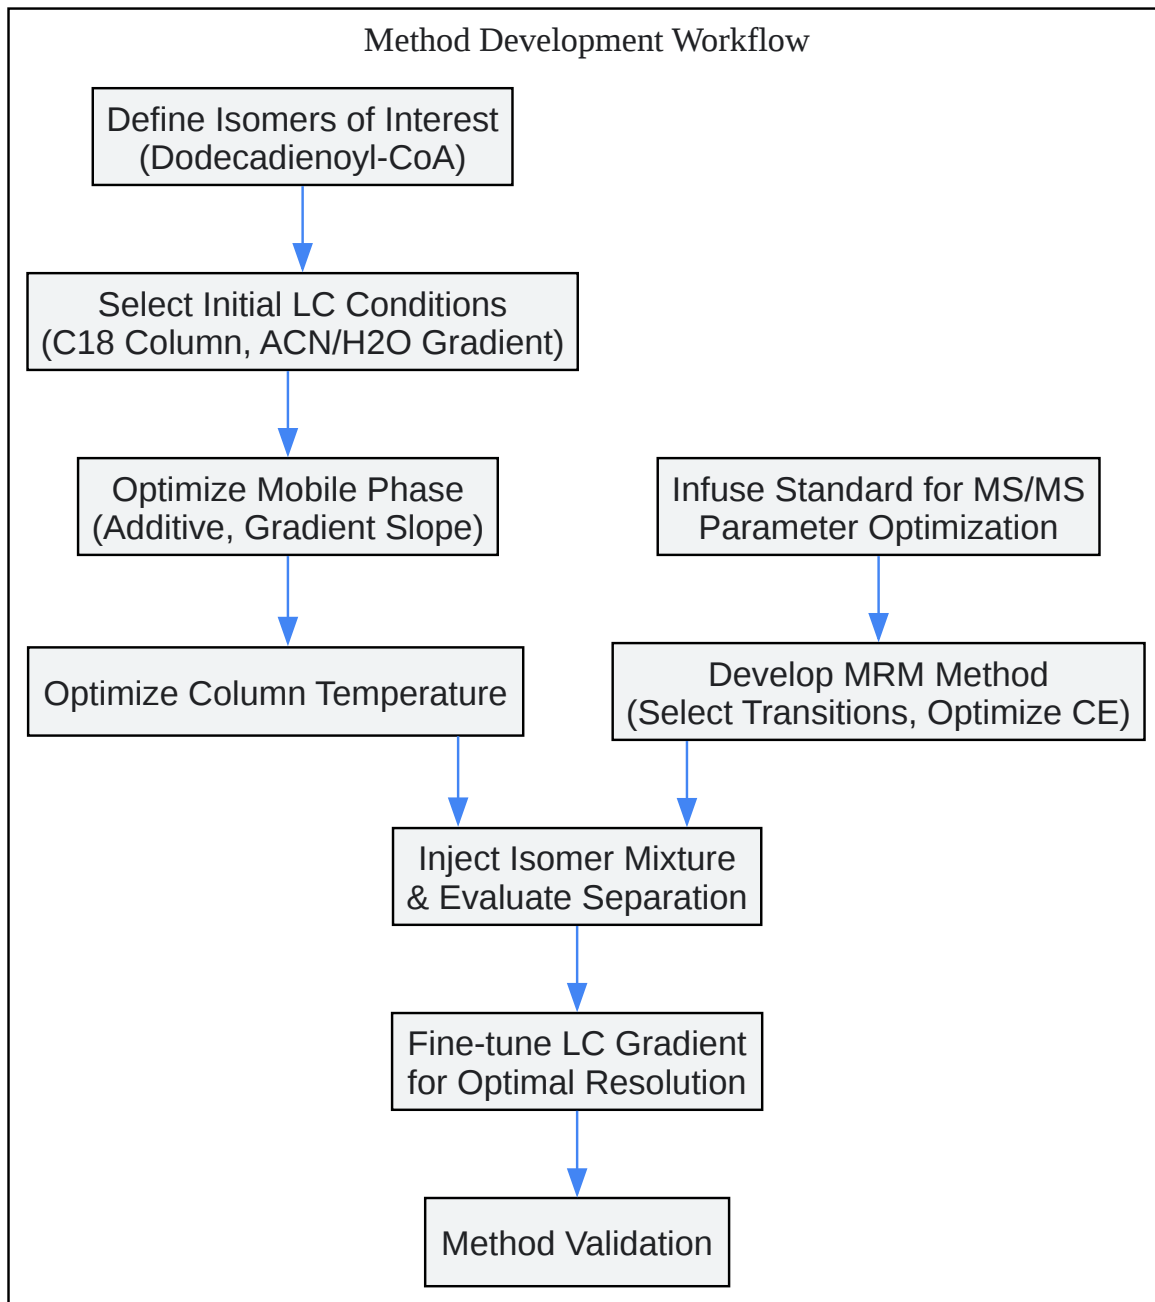 Method Development Workflow
Define Isomers of Interest
(Dodecadienoyl-CoA)
Select Initial LC Conditions
(C18 Column, ACN/H2O Gradient)
Optimize Mobile Phase
(Additive, Gradient Slope)
Infuse Standard for MS/MS
Parameter Optimization
Optimize Column Temperature
Develop MRM Method
(Select Transitions, Optimize CE)
Inject Isomer Mixture
& Evaluate Separation
Fine-tune LC Gradient
for Optimal Resolution
Method Validation